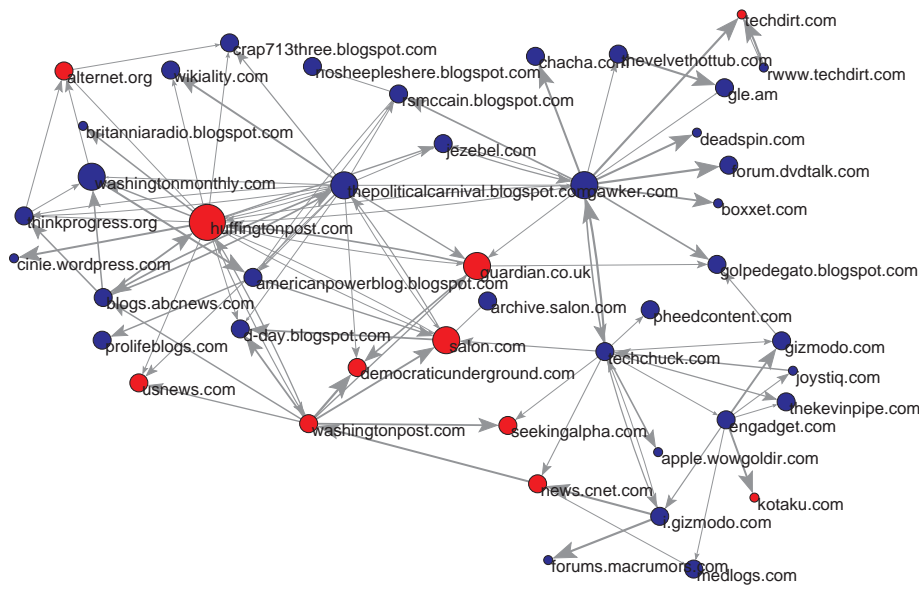 techdirt.com
crap713three.blogspot.com
chacha.com
thevelvethottub.com
alternet.org
wikiality.com
nosheepleshere.blogspot.com
rwww.techdirt.com
rsmccain.blogspot.com
gle.am
britanniaradio.blogspot.com
jezebel.com
deadspin.com
forum.dvdtalk.com
washingtonmonthly.com
thepoliticalcarnival.blogspot.com
gawker.com
boxxet.com
thinkprogress.org
huffingtonpost.com
cinie.wordpress.com
guardian.co.uk
golpedegato.blogspot.com
americanpowerblog.blogspot.com
blogs.abcnews.com
archive.salon.com
pheedcontent.com
prolifeblogs.com
d-day.blogspot.com
salon.com
gizmodo.com
techchuck.com
democraticunderground.com
joystiq.com
usnews.com
thekevinpipe.com
washingtonpost.com
seekingalpha.com
engadget.com
apple.wowgoldir.com
news.cnet.com
kotaku.com
i.gizmodo.com
forums.macrumors.com
medlogs.com